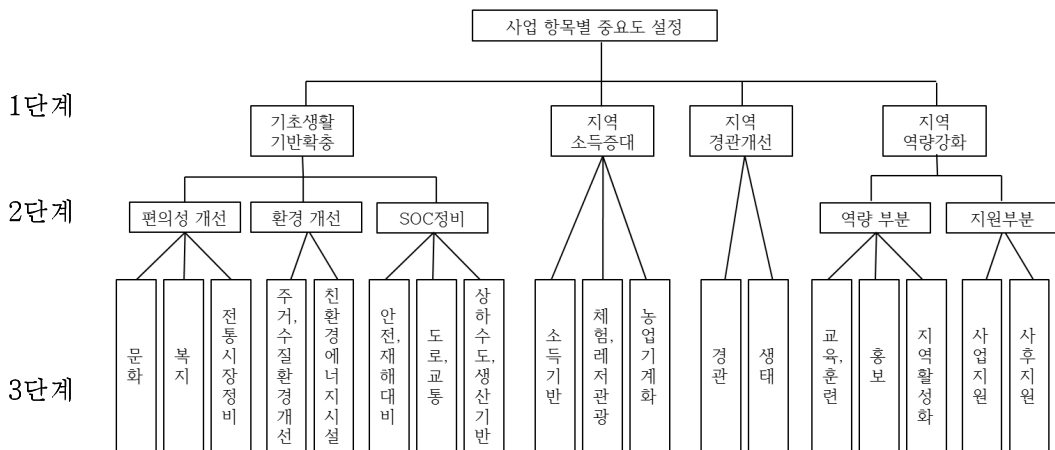 사업 항목별 중요도 설정
1단계
기초생활
기반확충
지역
소득증대
지역
경관개선
지역
역량강화
2단계
편의성 개선
환경 개선
SOC정비
역량 부분
지원부분
3단계
문화
복지
전통시장정비
주거,수질환경개선
친환경에너지시설
안전,재해대비
도로,교통
상하수도,생산기반
소득기반
체험,레저관광
농업기계화
경관
생태
교육,훈련
홍보
지역활성화
사업지원
사후지원